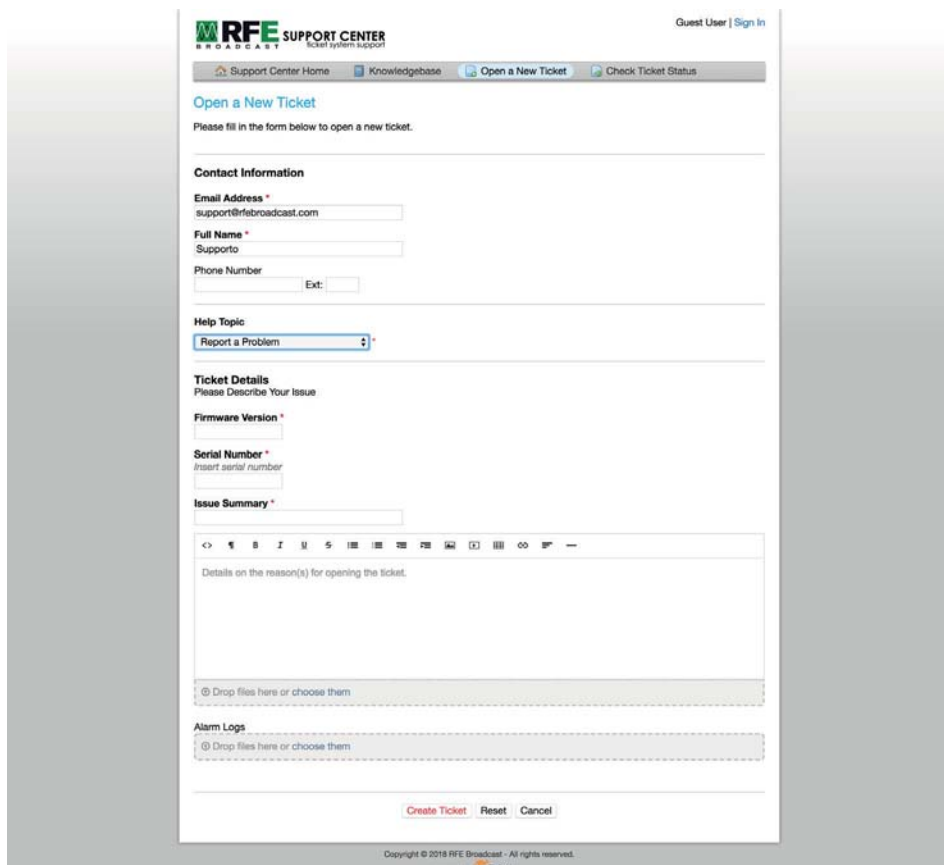 Guest User | Sign In
RFE SUPPORT CENTER
BROADCAST ticket system support
Support Center Home Knowledgebase Open a New Ticket Check Ticket Status
Open a New Ticket
Please fill in the form below to open a new ticket.
Contact Information
Email Address *
support@rfebroadcast.com
Full Name *
Supporto
Phone Number
Ext:
Help Topic
Report a Problem *
Ticket Details
Please Describe Your Issue
Firmware Version *
Serial Number *
Insert serial number
Issue Summary *
Details on the reason(s) for opening the ticket.
Drop files here or choose them
Alarm Logs
Drop files here or choose them
Create Ticket Reset Cancel
Copyright © 2018 RFE Broadcast - All rights reserved.